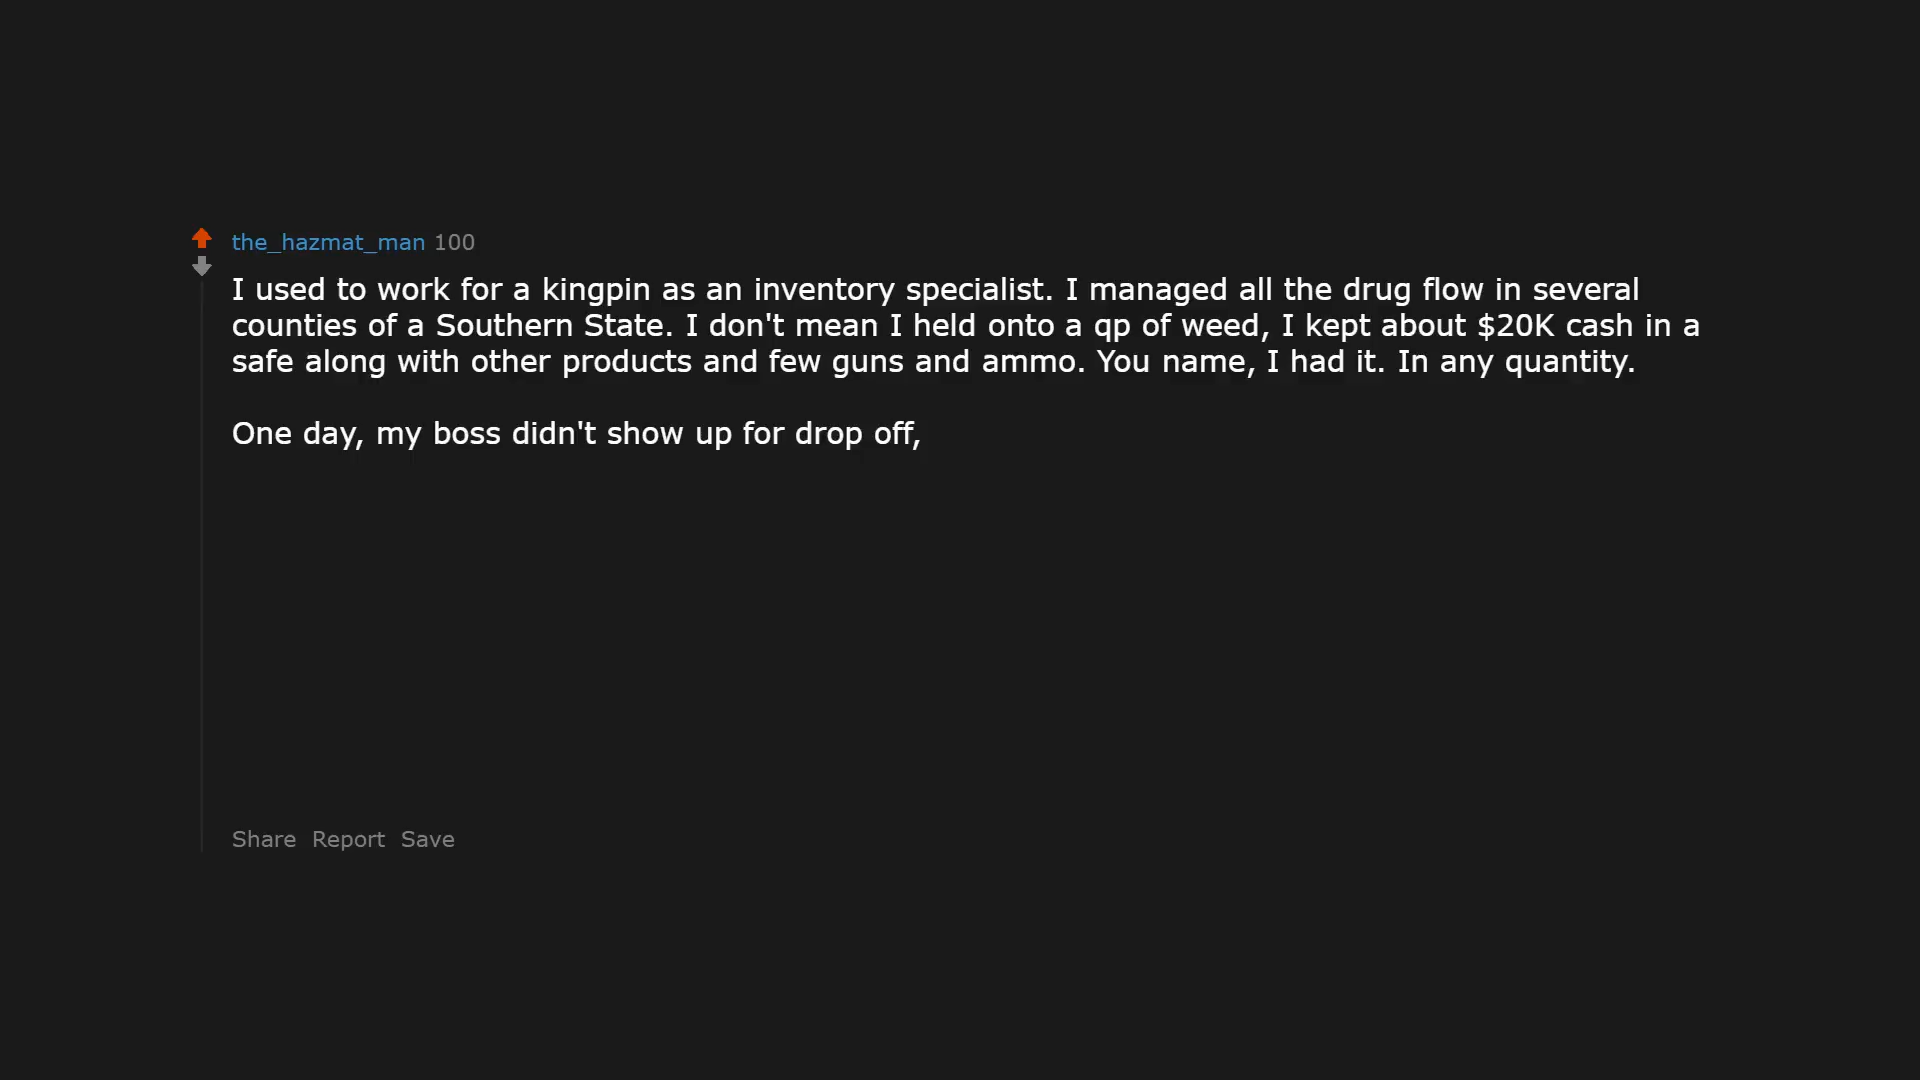 the_hazmat_man 100
I used to work for a kingpin as an inventory specialist. I managed all the drug flow in several
counties of a Southern State. I don't mean I held onto a qp of weed, I kept about $20K cash in a
safe along with other products and few guns and ammo. You name, I had it. In any quantity.
One day, my boss didn't show up for drop off,
Share Report Save